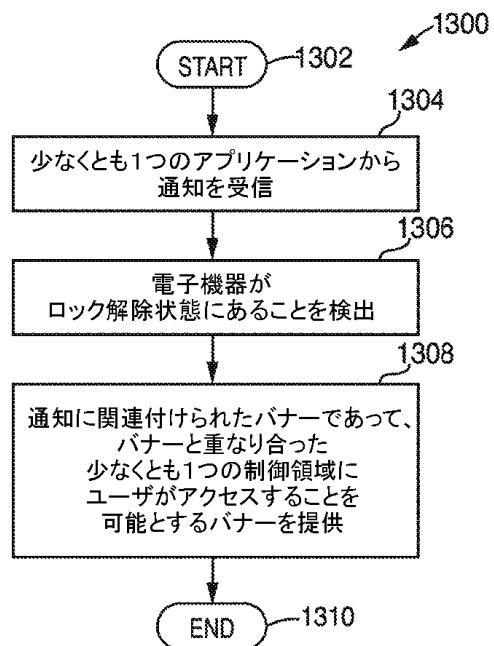 1300
START
1302
1304
少なくとも1つのアプリケーションから
通知を受信
1306
電子機器が
ロック解除状態にあることを検出
1308
通知に関連付けられたバナーであって、
バナーと重なり合った
少なくとも1つの制御領域に
ユーザがアクセスすることを
可能とするバナーを提供
END
1310